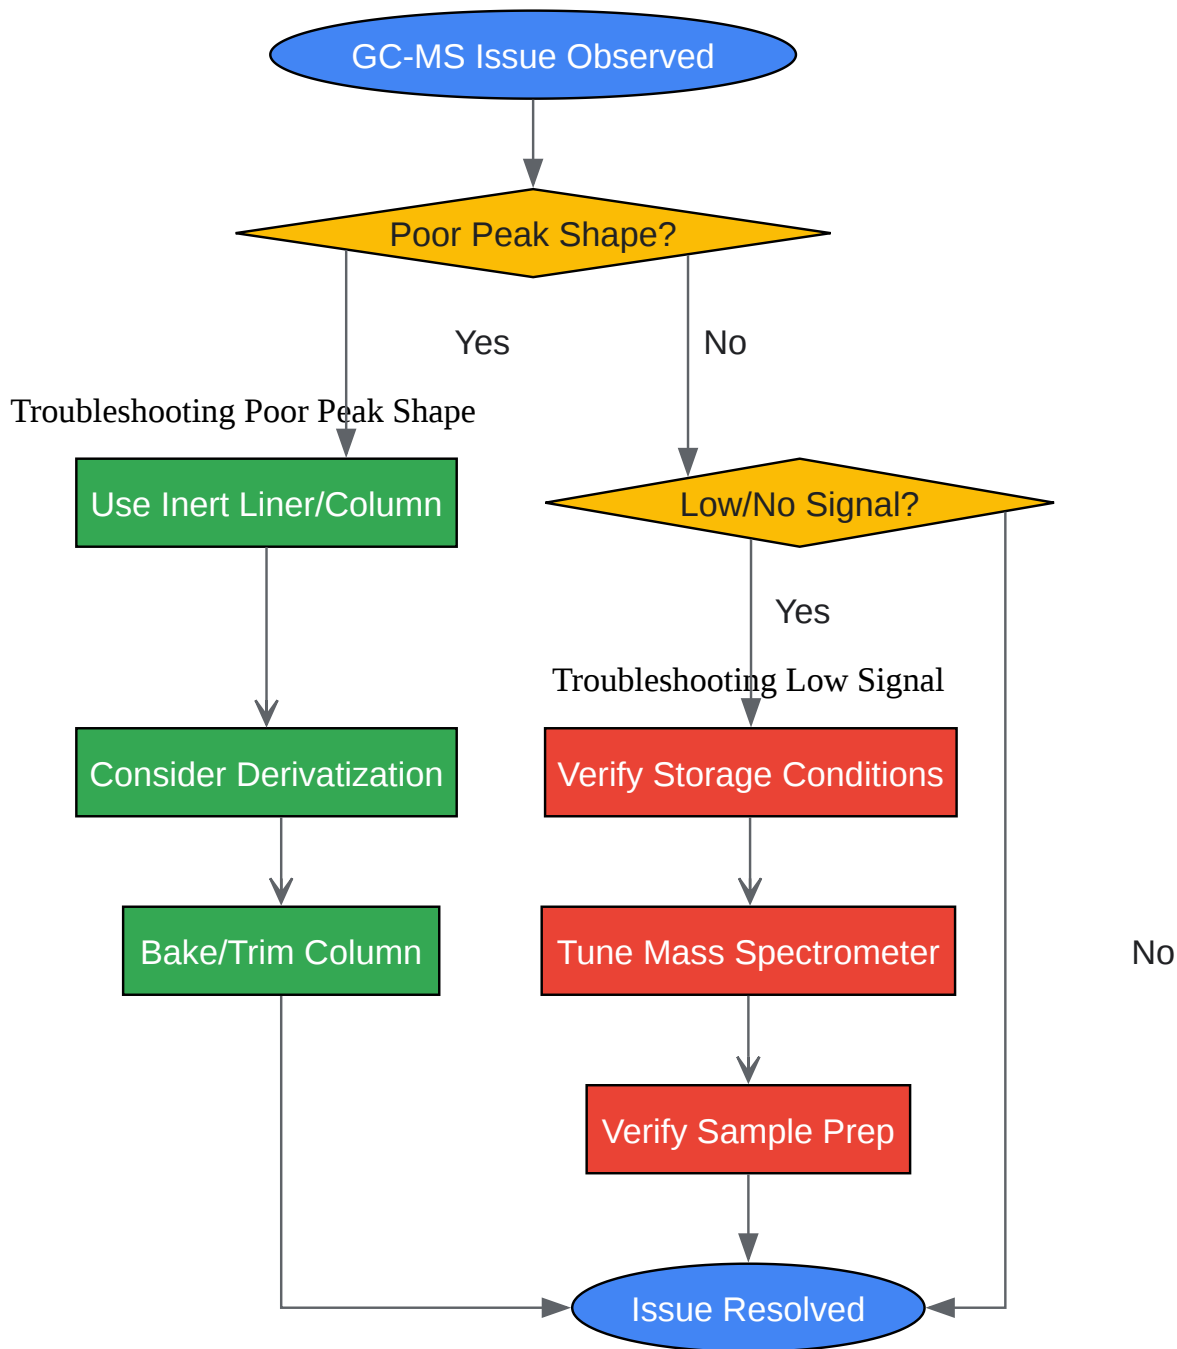 GC-MS Issue Observed
Poor Peak Shape?
Yes
No
Troubleshooting Poor Peak Shape
Use Inert Liner/Column
Low/No Signal?
Yes
Troubleshooting Low Signal
Consider Derivatization
Verify Storage Conditions
Bake/Trim Column
Tune Mass Spectrometer
No
Verify Sample Prep
Issue Resolved